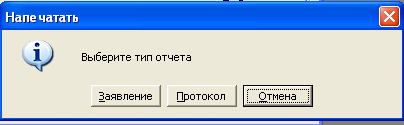 Напечатать
Выберите тип отчета
Заявление Протокол Отмена